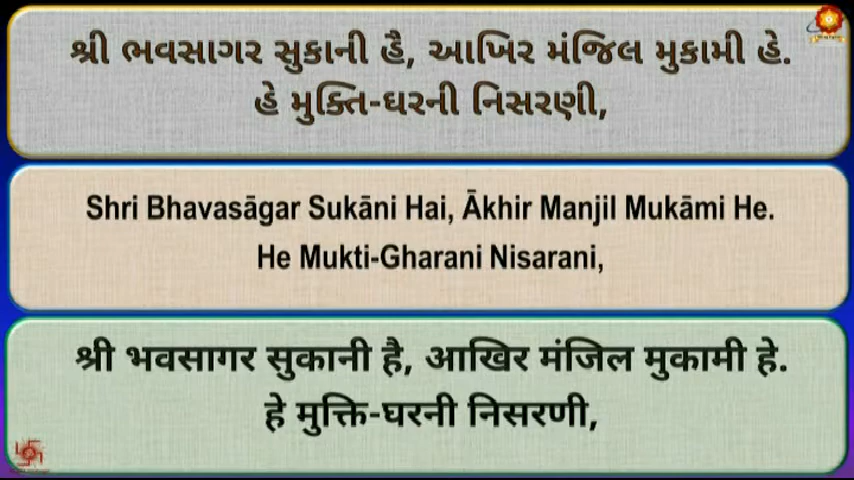 શ્રી ભવસાગર સુકાની હૈ, આખિર મંજિલ મુકામી હે.
હે મુક્તિ-ઘરની નિસરણી,
Shri Bhavasāgar Sukāni Hai, Ākhir Manjil Mukāmi He.
He Mukti-Gharani Nisarani,
श्री भवसागर सुकानी है, आखिर मंजिल मुकामी हे.
हे मुक्ति-घरनी निसरणी,